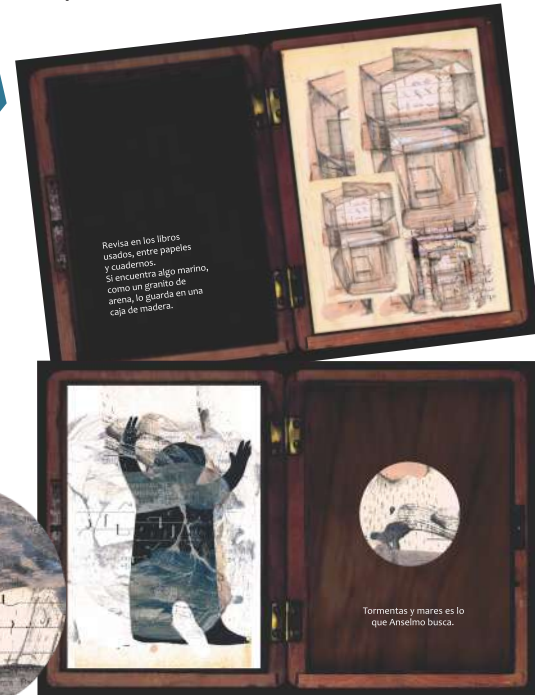 Revisa en los libros
usados, entre papeles
y cuadernos.
Si encuentra algo marino,
como un granito de
arena, lo guarda en una
caja de madera.
Tormentas y mares es lo
que Anselmo busca.